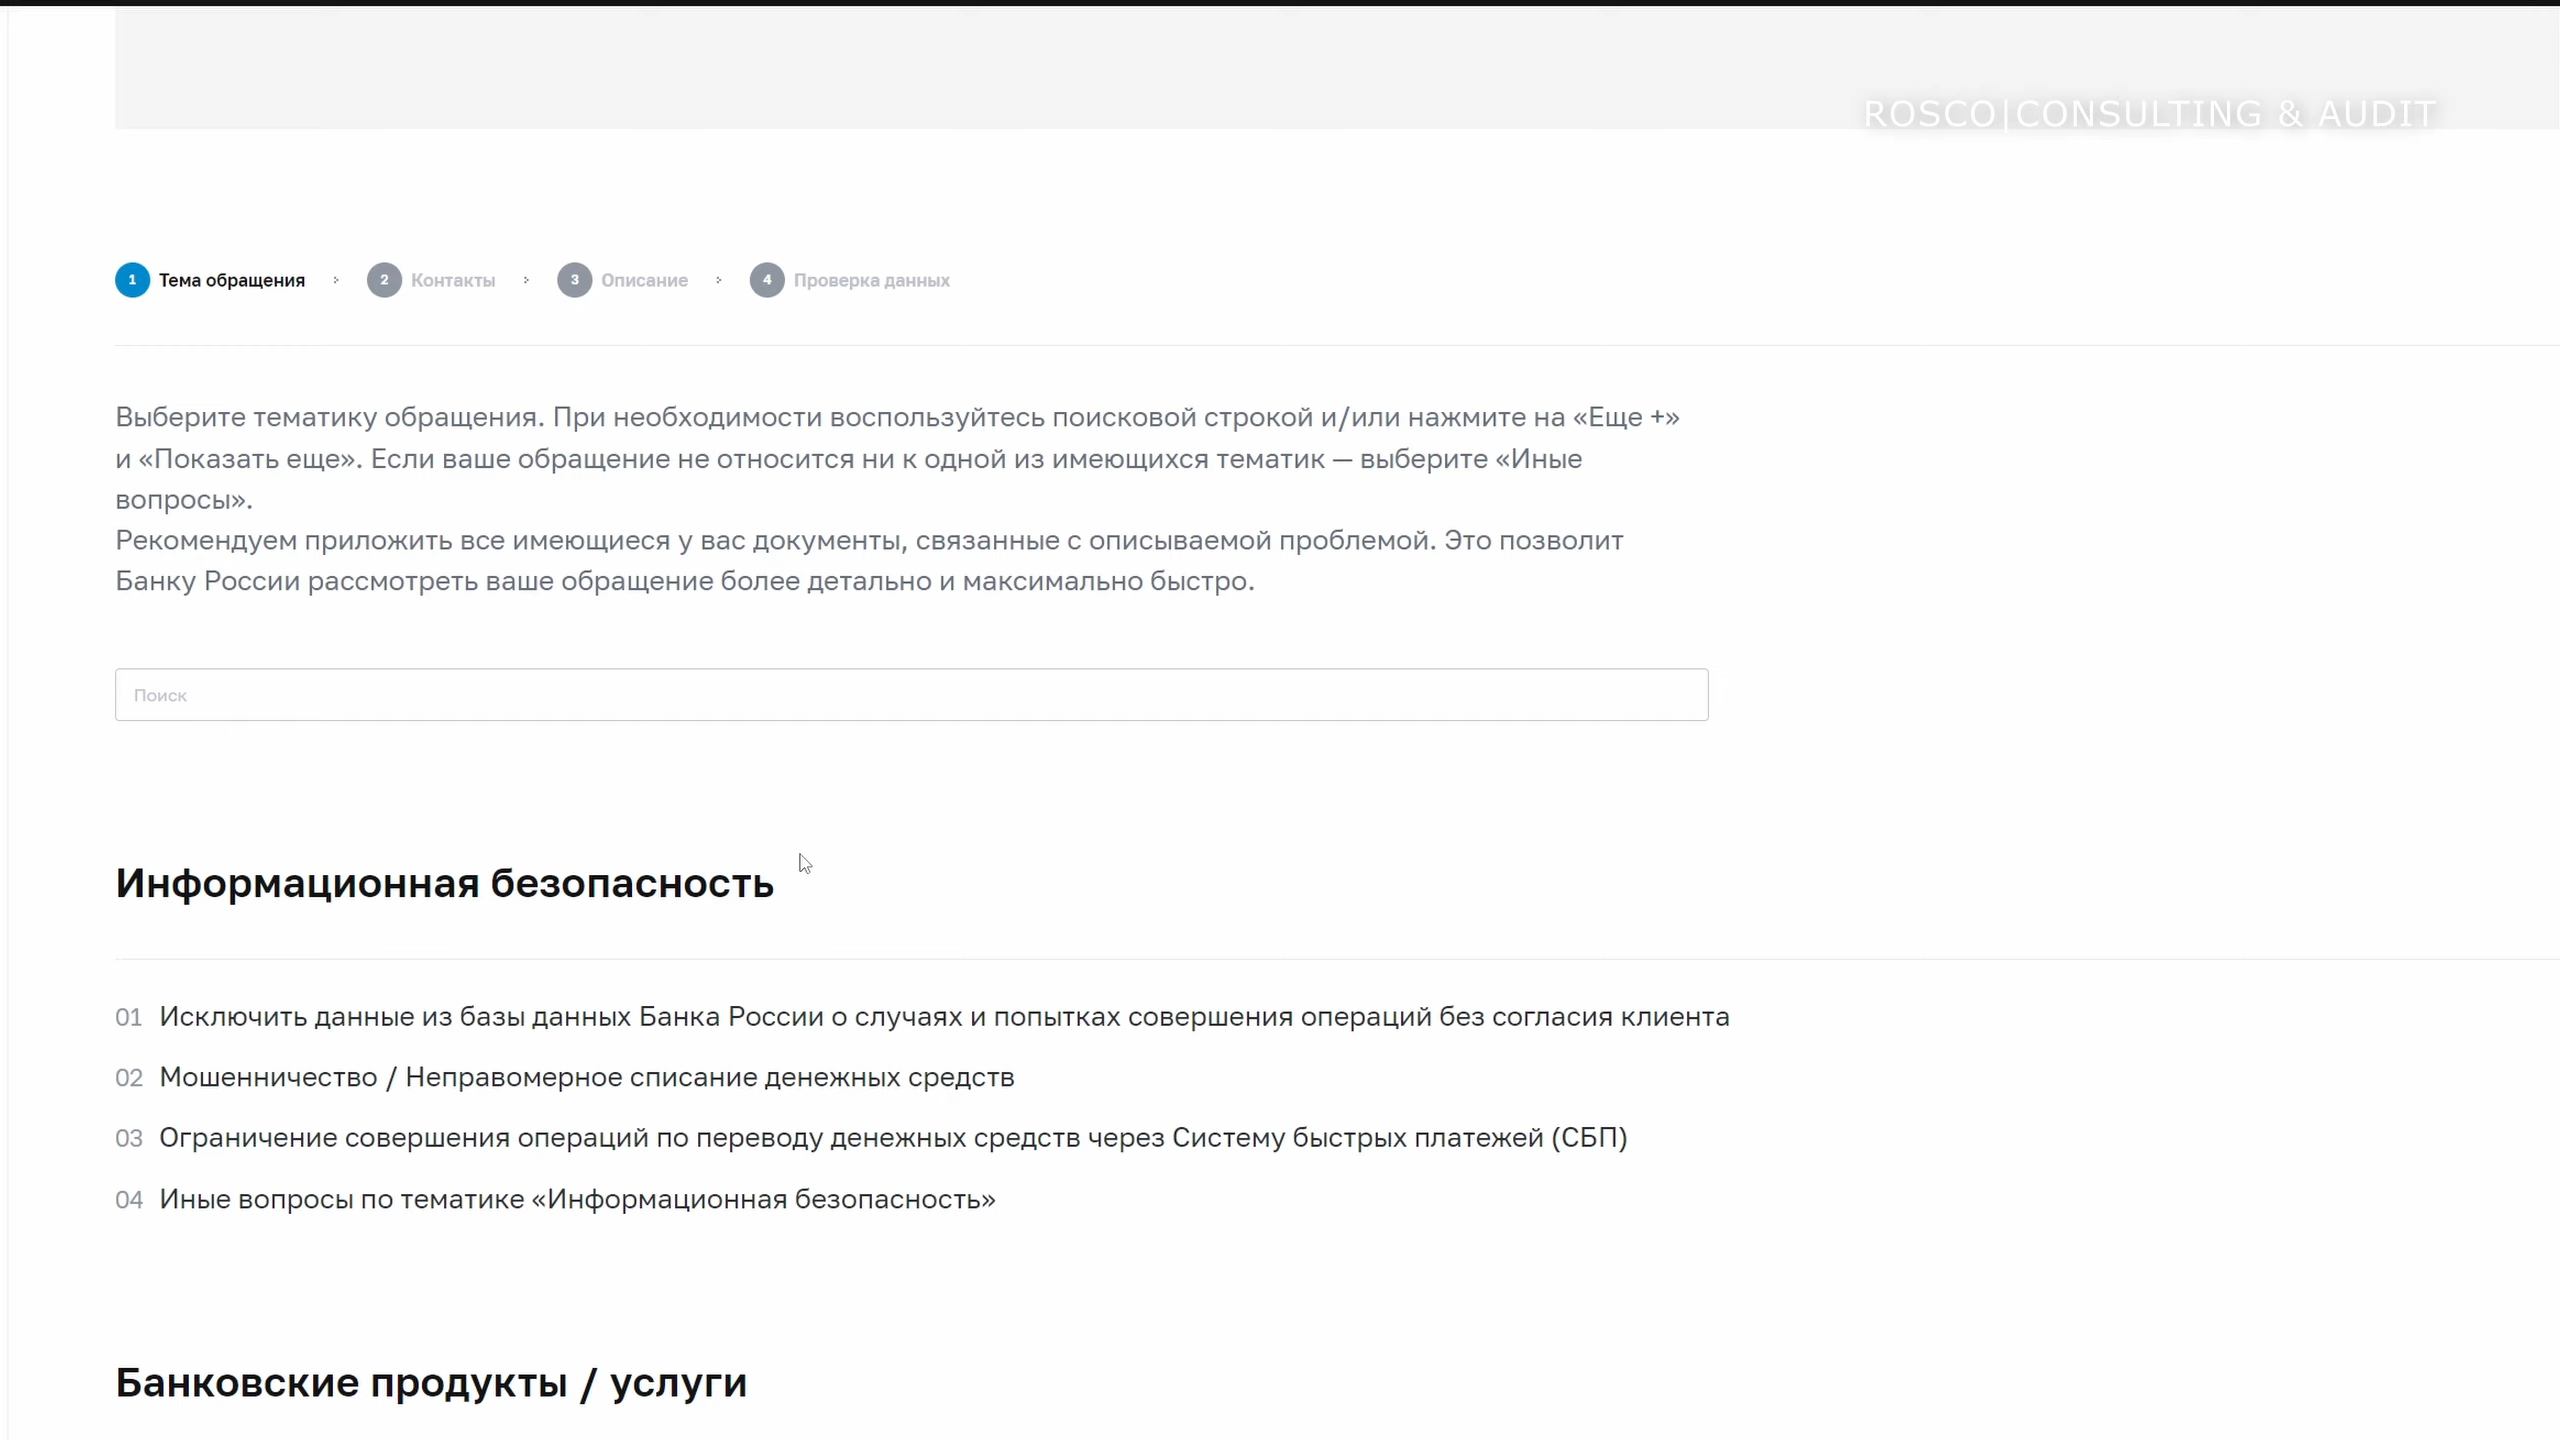 ROSCO|CONSULTING & AUDIT
1 Тема обращения 2 Контакты 3 Описание 4 Проверка данных
Выберите тематику обращения. При необходимости воспользуйтесь поисковой строкой и/или нажмите на «Еще +»
и «Показать еще». Если ваше обращение не относится ни к одной из имеющихся тематик — выберите «Иные
вопросы».
Рекомендуем приложить все имеющиеся у вас документы, связанные с описываемой проблемой. Это позволит
Банку России рассмотреть ваше обращение более детально и максимально быстро.
Поиск
Информационная безопасность
01 Исключить данные из базы данных Банка России о случаях и попытках совершения операций без согласия клиента
02 Мошенничество / Неправомерное списание денежных средств
03 Ограничение совершения операций по переводу денежных средств через Систему быстрых платежей (СБП)
04 Иные вопросы по тематике «Информационная безопасность»
Банковские продукты / услуги